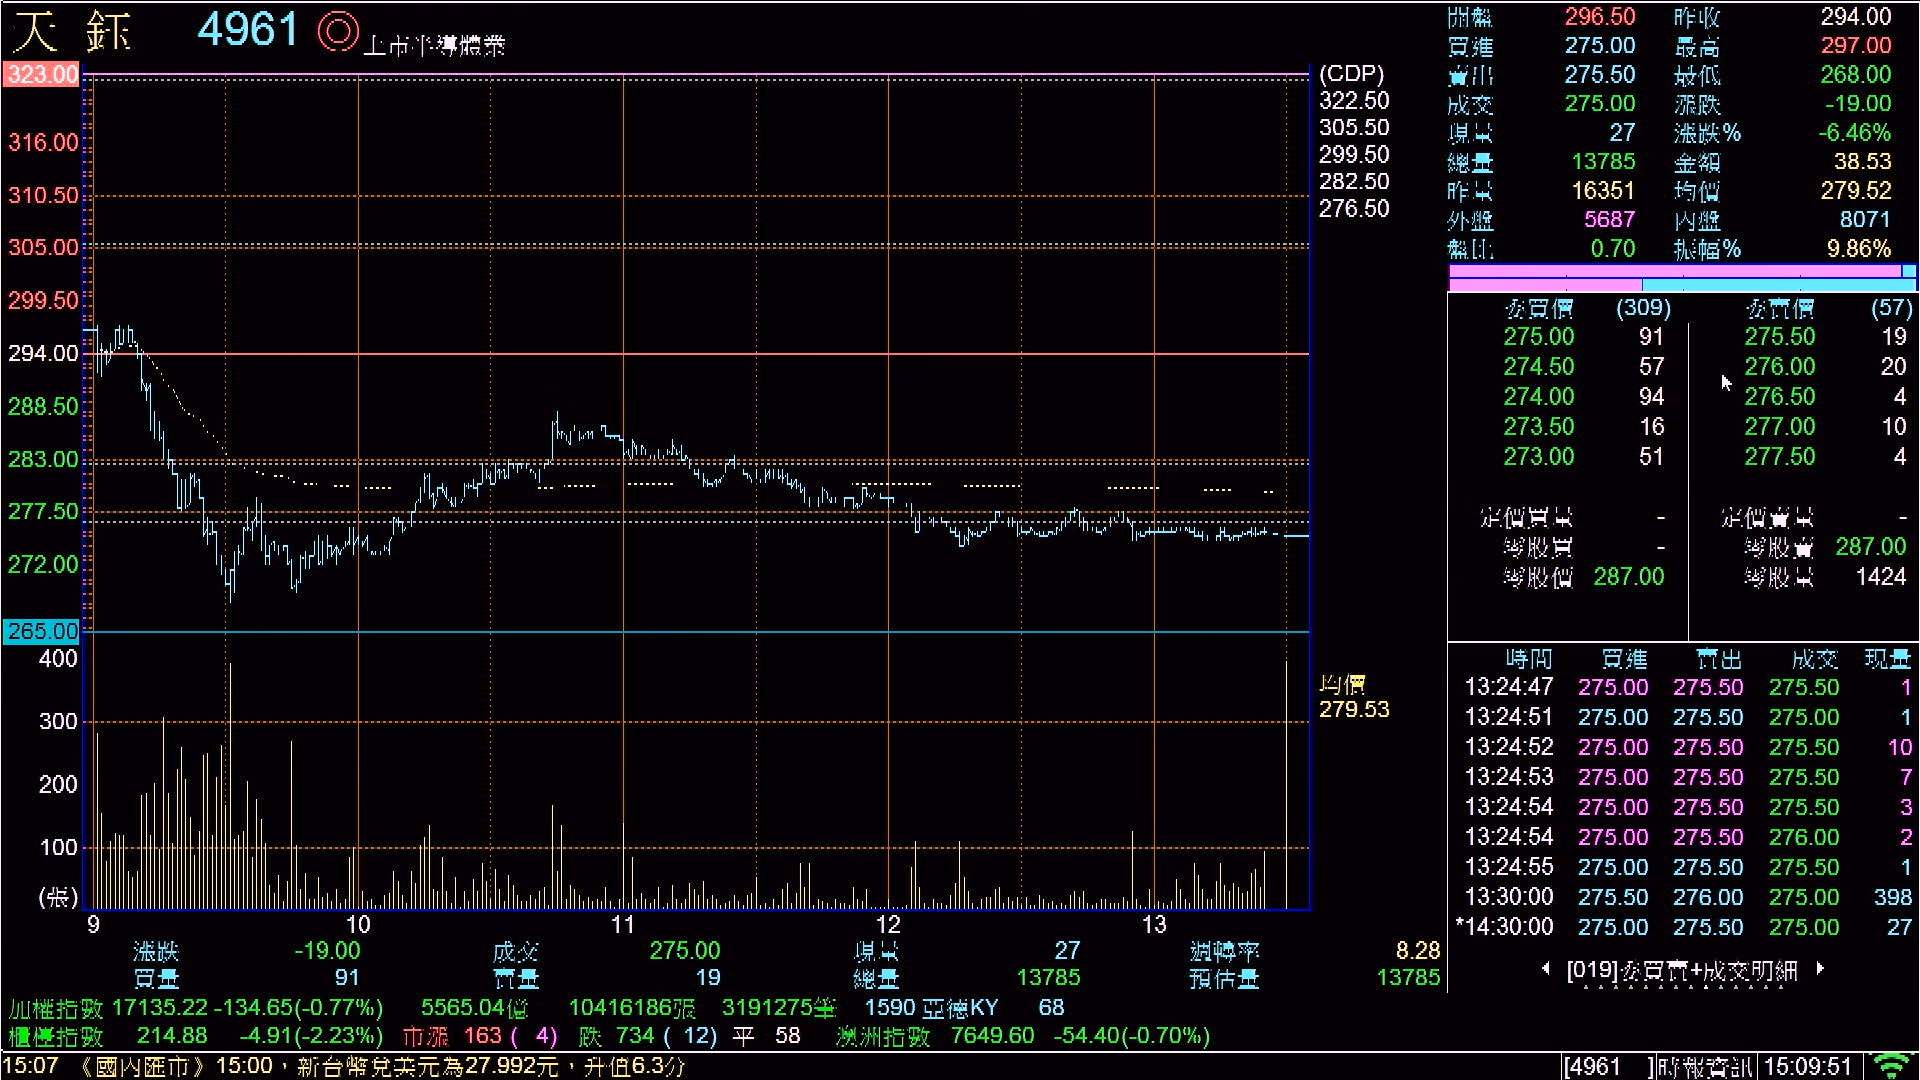 天鈺 4961 ◎ 上市半導體業
開盤 296.50 昨收 294.00
買進 275.00 最高 297.00
賣出 275.50 最低 268.00
成交 275.00 漲跌 -19.00
現量 27 漲跌% -6.46%
總量 13785 金額 38.53
昨量 16351 均價 279.52
外盤 5687 內盤 8071
盤比 0.70 振幅% 9.86%
323.00
316.00
310.50
305.00
299.50
294.00
288.50
283.00
277.50
272.00
265.00
400
300
200
100
(張)
9 10 11 12 13
(CDP)
322.50
305.50
299.50
282.50
276.50
均價
279.53
必買價 (309) 必賣價 (57)
275.00 91 275.50 19
274.50 57 276.00 20
274.00 94 276.50 4
273.50 16 277.00 10
273.00 51 277.50 4
定價買量 - 定價賣量 -
零股買 - 零股賣 287.00
零股價 287.00 零股量 1424
時間 買進 賣出 成交 現量
13:24:47 275.00 275.50 275.50 1
13:24:51 275.00 275.50 275.00 1
13:24:52 275.00 275.50 275.50 10
13:24:53 275.00 275.50 275.50 7
13:24:54 275.00 275.50 275.50 3
13:24:54 275.00 275.50 276.00 2
13:24:55 275.00 275.50 275.50 1
13:30:00 275.50 276.00 275.00 398
*14:30:00 275.00 275.50 275.00 27
[019]必買賣+成交明細
漲跌 -19.00 成交 275.00 現量 27 週轉率 8.28
買量 91 賣量 19 總量 13785 預估量 13785
加權指數 17135.22 -134.65(-0.77%) 5565.04億 10416186張 3191275筆 1590 亞德KY 68
櫃檯指數 214.88 -4.91(-2.23%) 市漲 163 ( 4) 跌 734 ( 12) 平 58 澳洲指數 7649.60 -54.40(-0.70%)
15:07 《國內匯市》15:00，新台幣兌美元為27.992元，升值6.3分 [4961 ]時報資訊 15:09:51